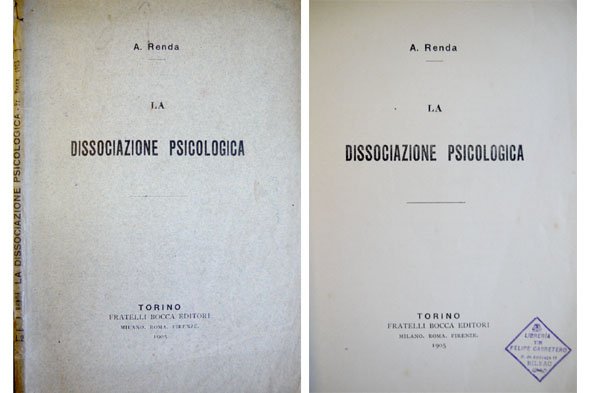 LA DISSOCIAZIONE PSICOLOGICA
A. Renda
LA
DISSOCIAZIONE PSICOLOGICA
TORINO
FRATELLI BOCCA EDITORI
MILANO. ROMA. FIRENZE.
1905
A. Renda
LA
DISSOCIAZIONE PSICOLOGICA
TORINO
FRATELLI BOCCA EDITORI
MILANO. ROMA. FIRENZE.
1905
LIBRERIA
FELIPE CARRETERO
BILBAO